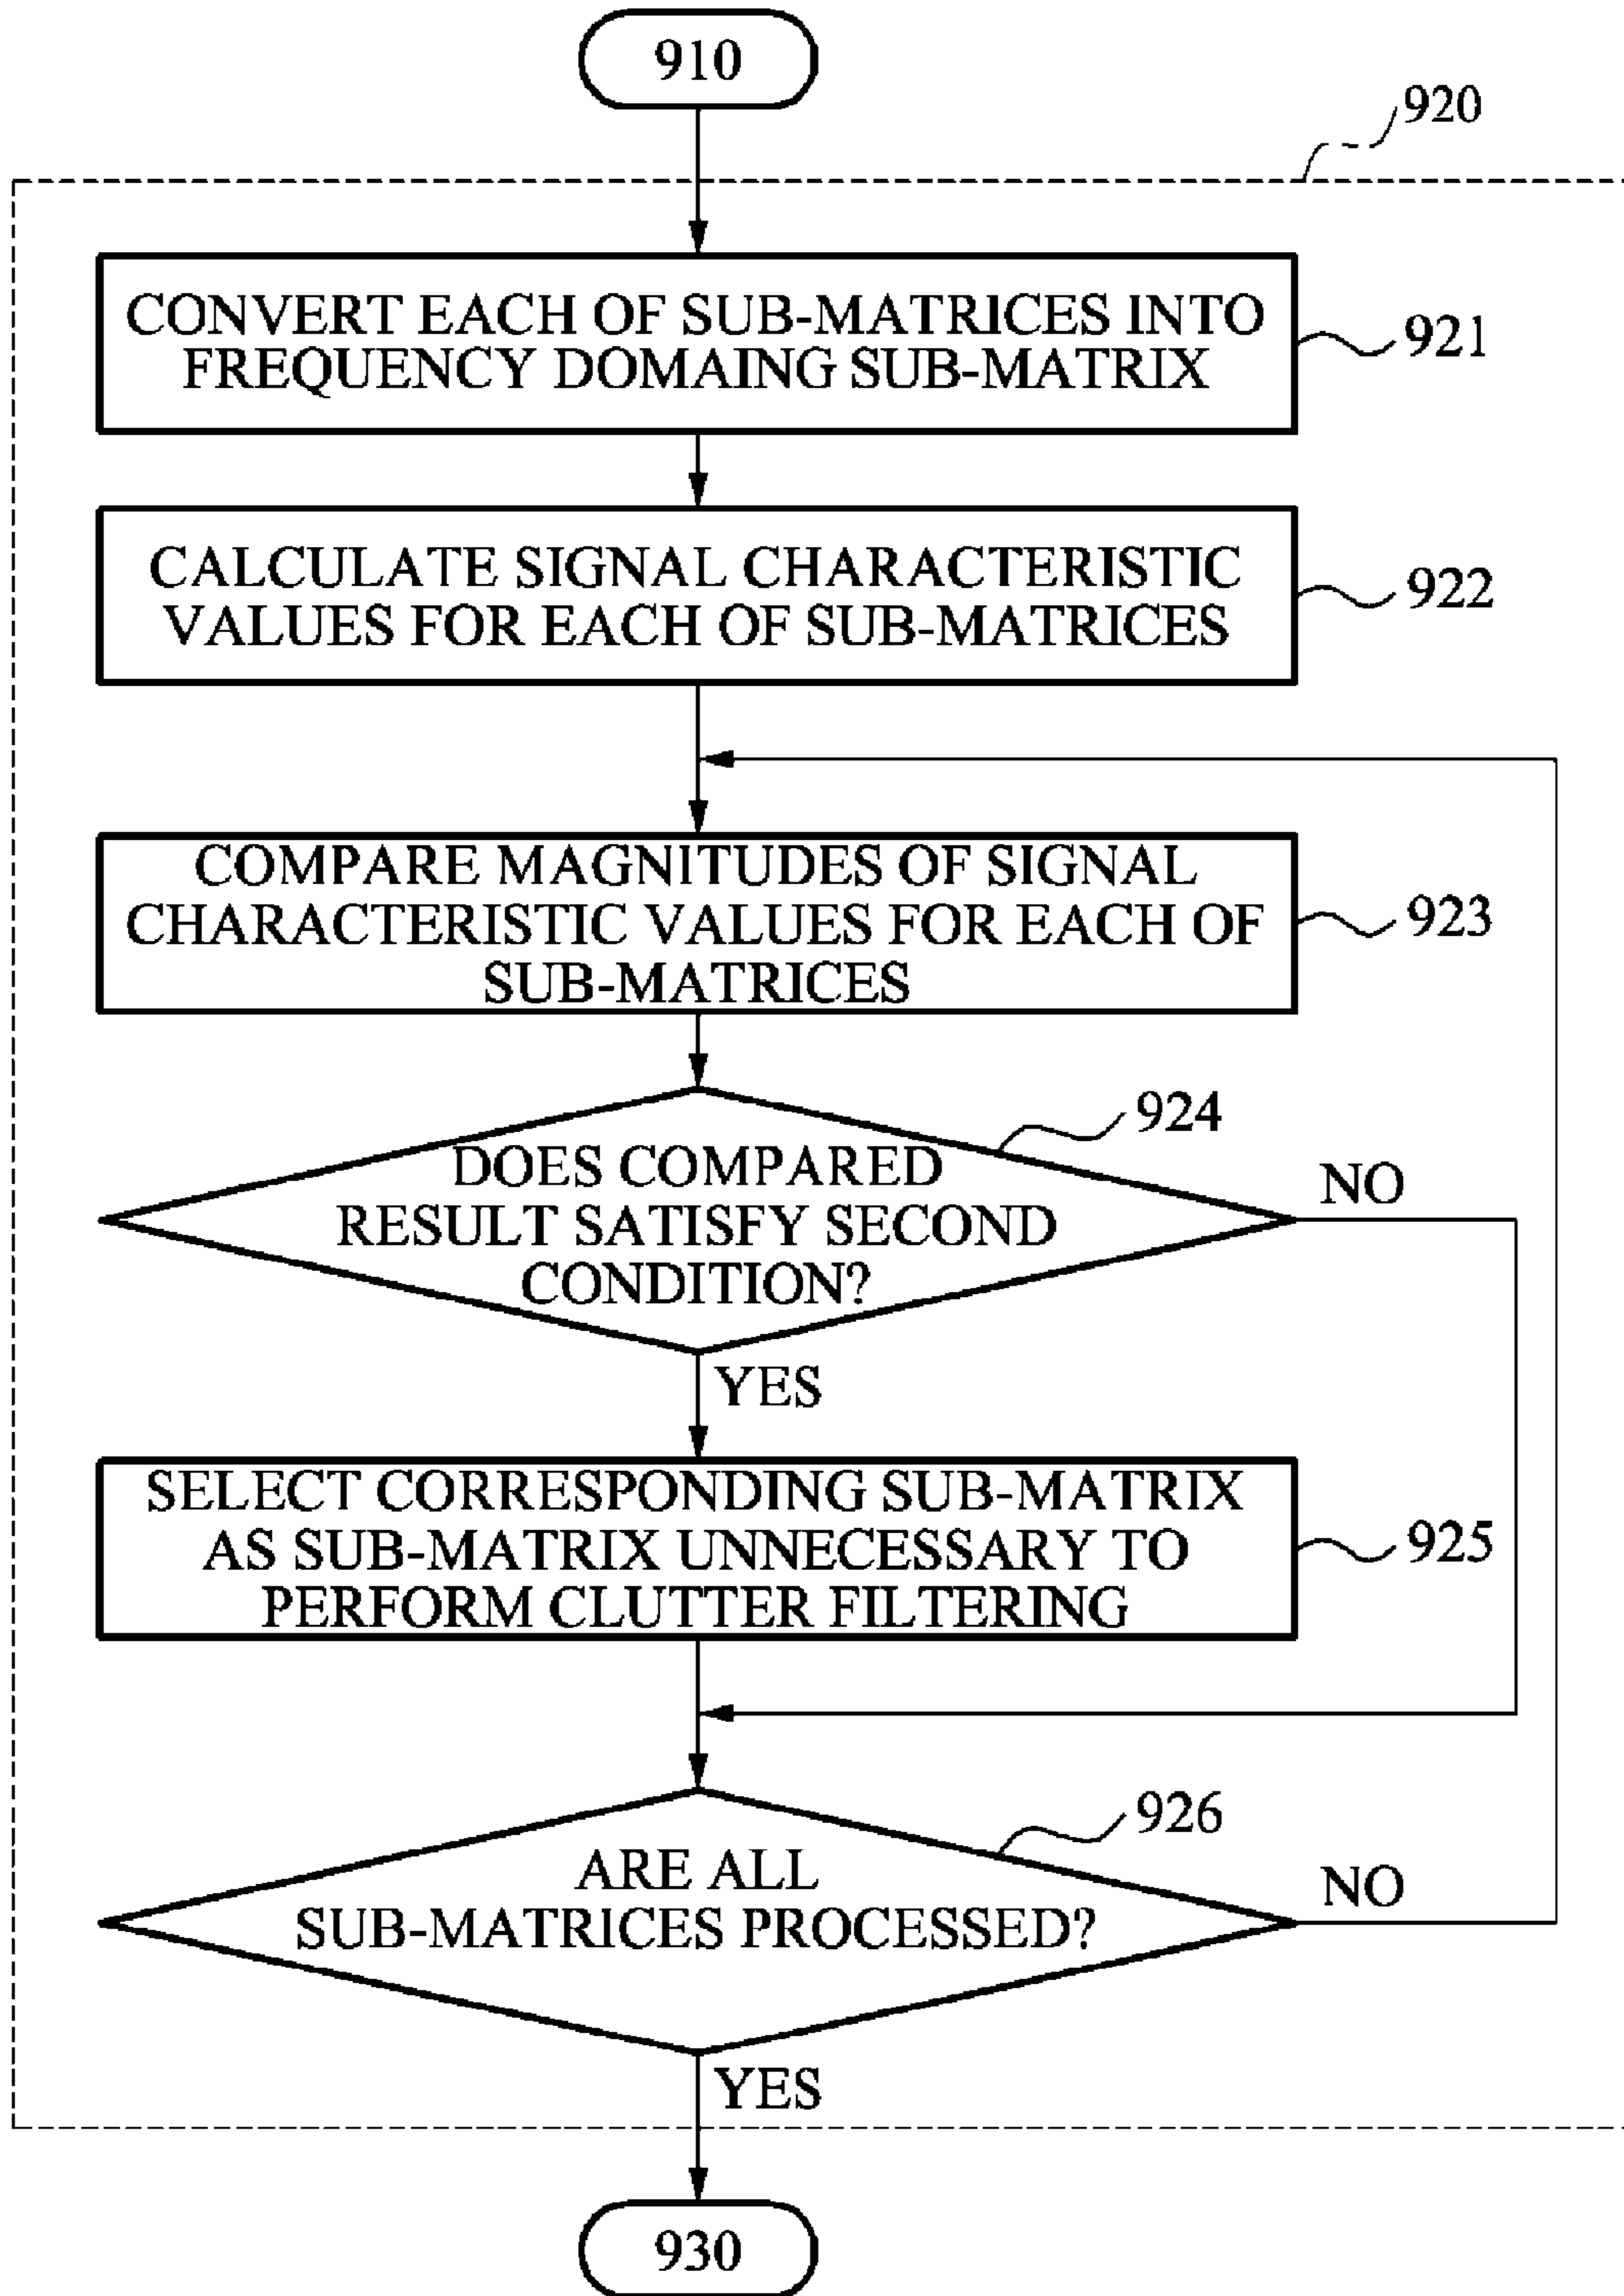 910
920
CONVERT EACH OF SUB-MATRICES INTO
FREQUENCY DOMAING SUB-MATRIX
921
CALCULATE SIGNAL CHARACTERISTIC
VALUES FOR EACH OF SUB-MATRICES
922
COMPARE MAGNITUDES OF SIGNAL
CHARACTERISTIC VALUES FOR EACH OF
SUB-MATRICES
923
924
DOES COMPARED
RESULT SATISFY SECOND
CONDITION?
NO
YES
SELECT CORRESPONDING SUB-MATRIX
AS SUB-MATRIX UNNECESSARY TO
PERFORM CLUTTER FILTERING
925
926
ARE ALL
SUB-MATRICES PROCESSED?
NO
YES
930